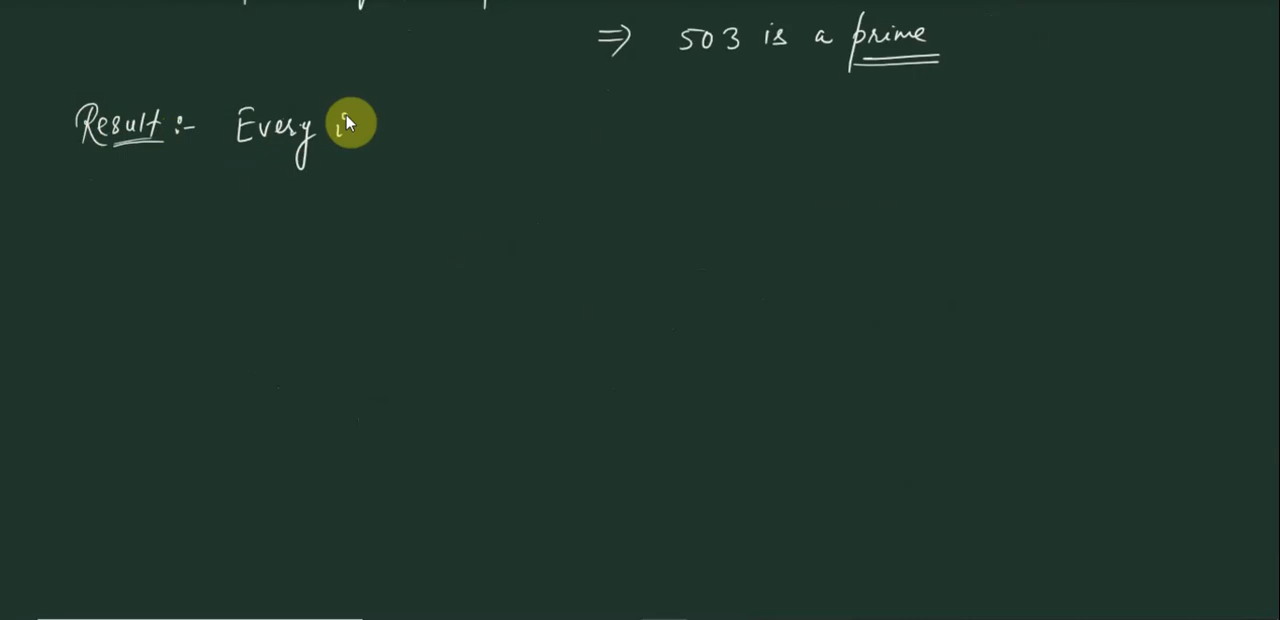 ⇒ 503 is a prime
Result :- Every i